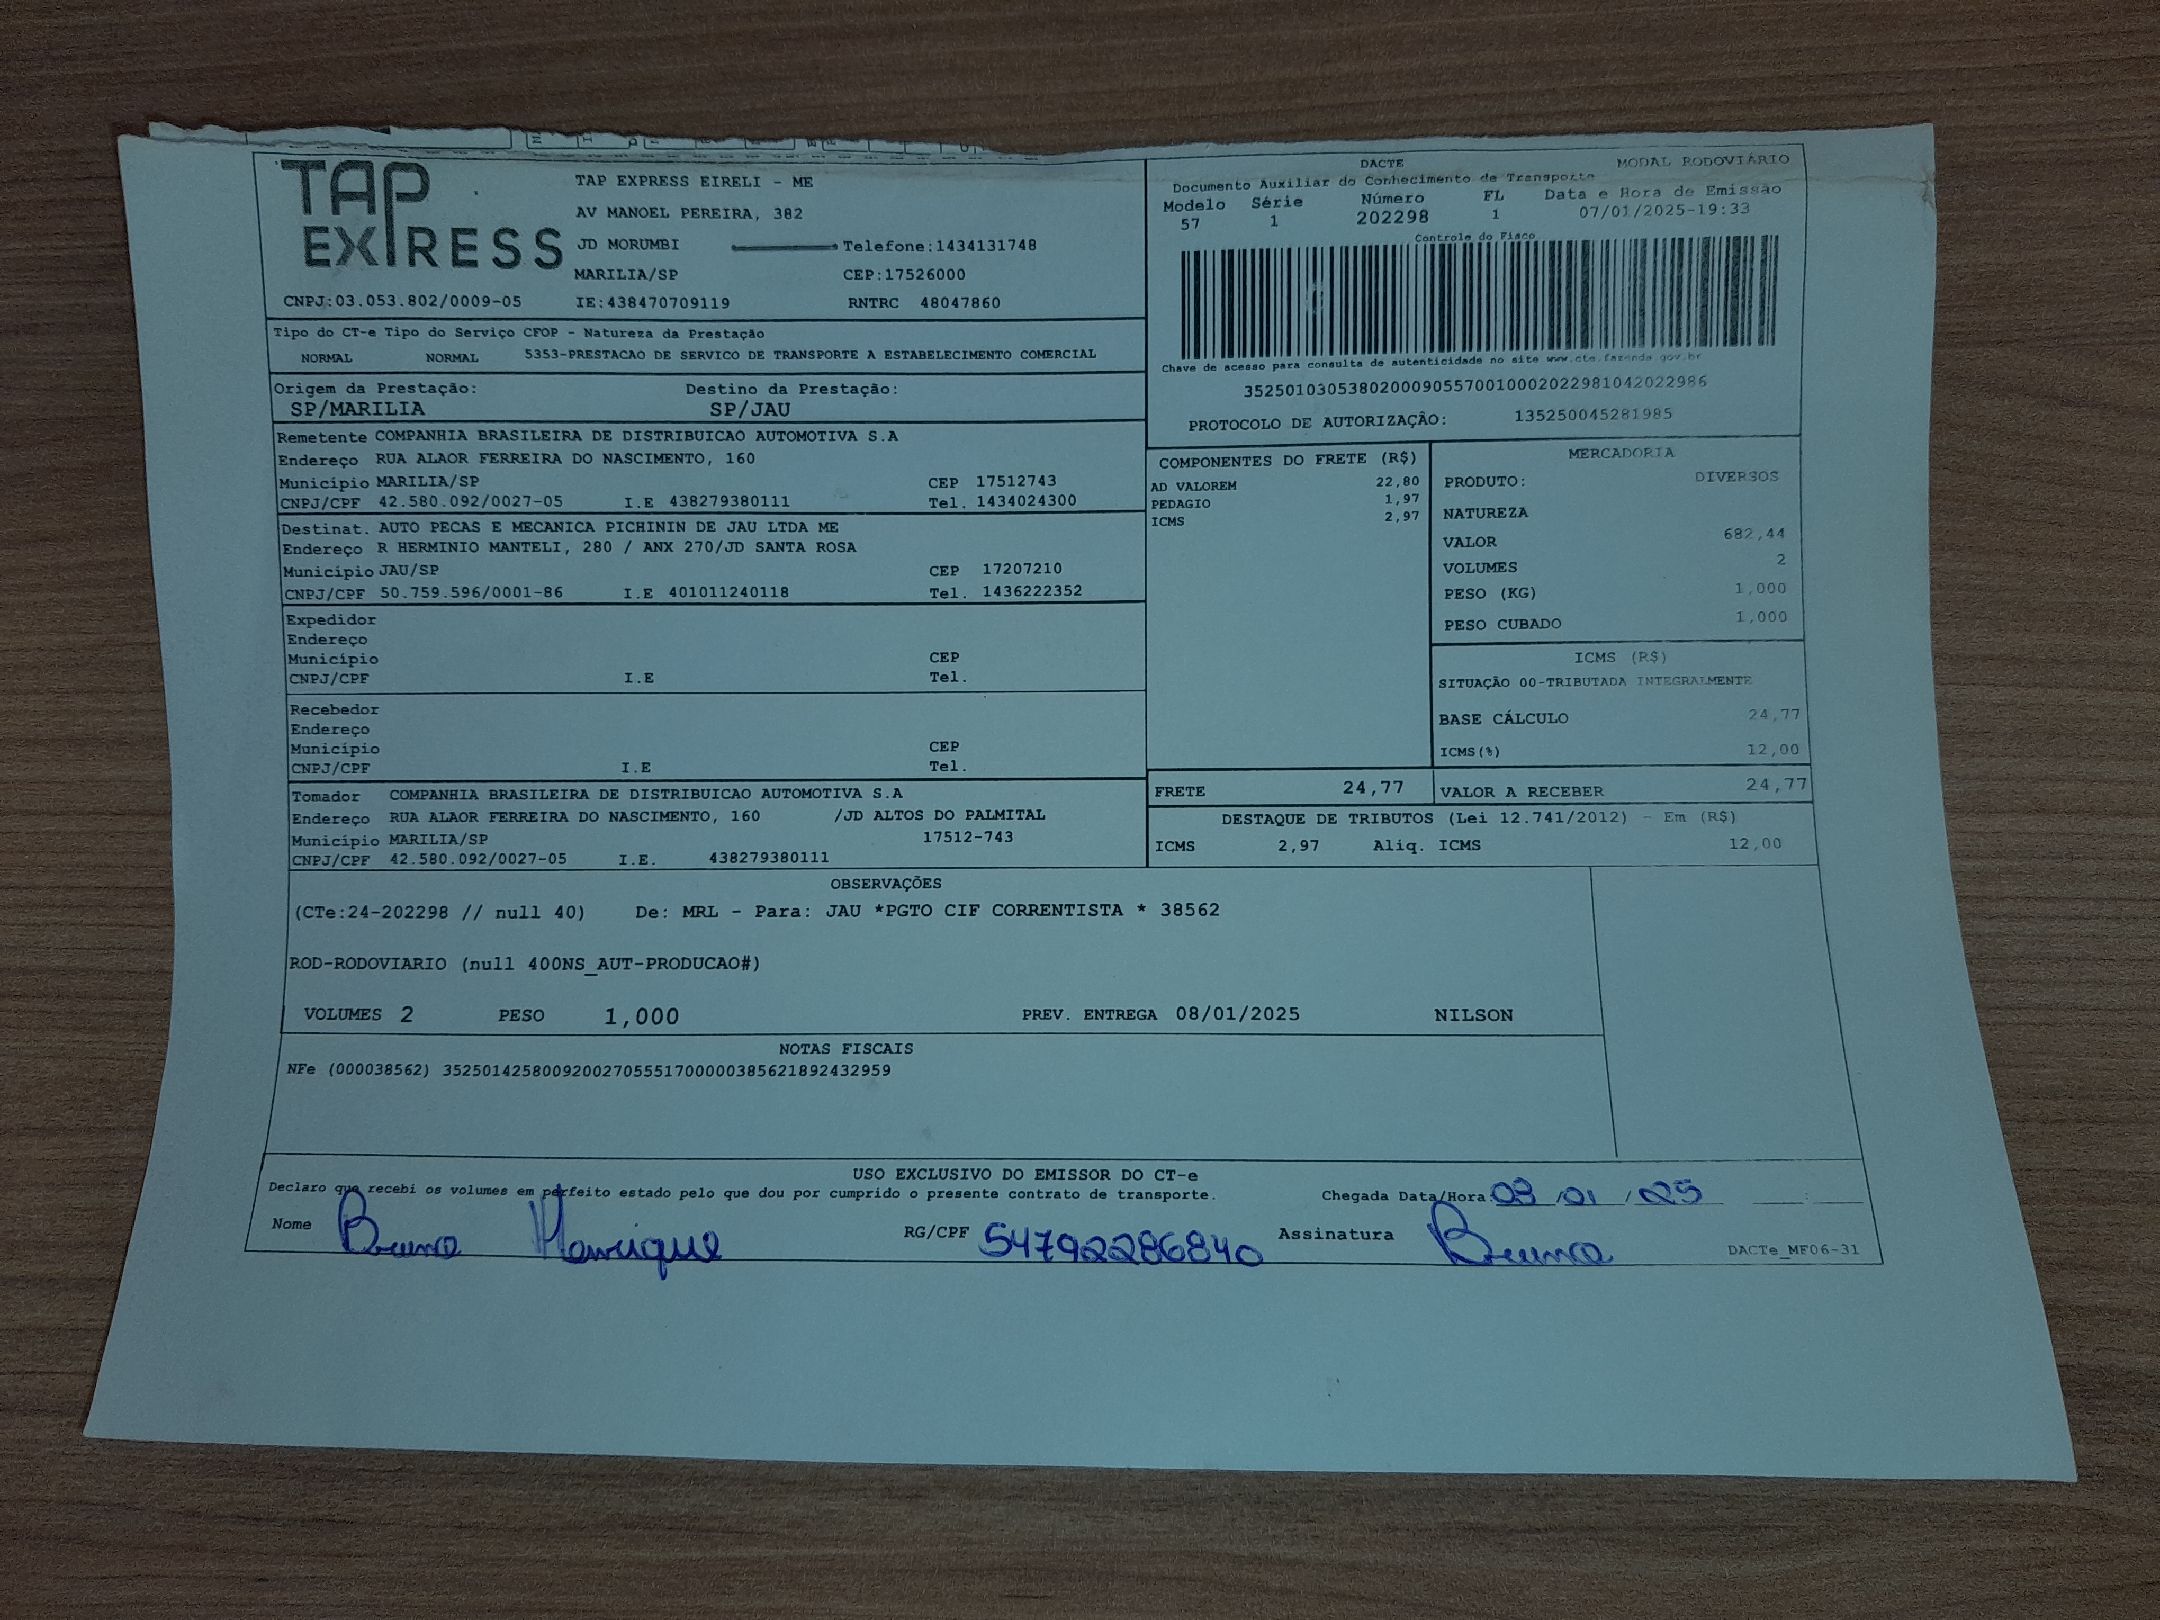 TAP EXPRESS
TAP EXPRESS EIRELI - ME
AV MANOEL PEREIRA, 382
JD MORUMBI Telefone:1434131748
MARILIA/SP CEP:17526000
CNPJ:03.053.802/0009-05 IE:438470709119 RNTRC 48047860
DACTE MODAL RODOVIÁRIO
Documento Auxiliar do Conhecimento de Transporte
Modelo Série Número FL Data e Hora de Emissão
57 1 202298 1 07/01/2025-19:33
Controle do Fisco
Chave de acesso para consulta de autenticidade no site www.cte.fazenda.gov.br
35250103053802000905570010002022981042022986
PROTOCOLO DE AUTORIZAÇÃO: 135250045281985
Tipo do CT-e Tipo do Serviço CFOP - Natureza da Prestação
NORMAL NORMAL 5353-PRESTACAO DE SERVICO DE TRANSPORTE A ESTABELECIMENTO COMERCIAL
Origem da Prestação: Destino da Prestação:
SP/MARILIA SP/JAU
Remetente COMPANHIA BRASILEIRA DE DISTRIBUICAO AUTOMOTIVA S.A
Endereço RUA ALAOR FERREIRA DO NASCIMENTO, 160
Município MARILIA/SP CEP 17512743
CNPJ/CPF 42.580.092/0027-05 I.E 438279380111 Tel. 1434024300
Destinat. AUTO PECAS E MECANICA PICHININ DE JAU LTDA ME
Endereço R HERMINIO MANTELI, 280 / ANX 270/JD SANTA ROSA
Município JAU/SP CEP 17207210
CNPJ/CPF 50.759.596/0001-86 I.E 401011240118 Tel. 1436222352
Expedidor
Endereço
Município CEP
CNPJ/CPF I.E Tel.
Recebedor
Endereço
Município CEP
CNPJ/CPF I.E Tel.
Tomador COMPANHIA BRASILEIRA DE DISTRIBUICAO AUTOMOTIVA S.A
Endereço RUA ALAOR FERREIRA DO NASCIMENTO, 160 /JD ALTOS DO PALMITAL
Município MARILIA/SP 17512-743
CNPJ/CPF 42.580.092/0027-05 I.E. 438279380111
COMPONENTES DO FRETE (R$)
AD VALOREM 22,80
PEDAGIO 1,97
ICMS 2,97
MERCADORIA
PRODUTO: DIVERSOS
NATUREZA
VALOR 682,44
VOLUMES 2
PESO (KG) 1,000
PESO CUBADO 1,000
ICMS (R$)
SITUAÇÃO 00-TRIBUTADA INTEGRALMENTE
BASE CÁLCULO 24,77
ICMS(%) 12,00
FRETE 24,77 VALOR A RECEBER 24,77
DESTAQUE DE TRIBUTOS (Lei 12.741/2012) - Em (R$)
ICMS 2,97 Aliq. ICMS 12,00
OBSERVAÇÕES
(CTe:24-202298 // null 40) De: MRL - Para: JAU *PGTO CIF CORRENTISTA * 38562
ROD-RODOVIARIO (null 400NS_AUT-PRODUCAO#)
VOLUMES 2 PESO 1,000 PREV. ENTREGA 08/01/2025 NILSON
NOTAS FISCAIS
NFe (000038562) 35250142580092002705551700000385621892432959
USO EXCLUSIVO DO EMISSOR DO CT-e
Declaro que recebi os volumes em perfeito estado pelo que dou por cumprido o presente contrato de transporte. Chegada Data/Hora: /01 /25 :
Nome Bruno Henrique RG/CPF 54792286840 Assinatura Bruno
DACTe_MF06-31